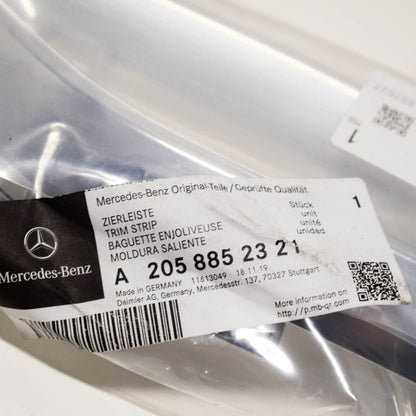 Mercedes-Benz Original-Teile / Geprüfte Qualität
ZIERLEISTE
TRIM STRIP
BAGUETTE ENJOLIVEUSE
MOLDURA SALIENTE
Stück
unit
unité
unidad
1
A 205 885 23 21
Made in GERMANY 11613049 18.11.19
Daimler AG, Germany, Mercedesstr. 137, 70327 Stuttgart
More information on
http://p.mb-qr.com
Mercedes-Benz
1